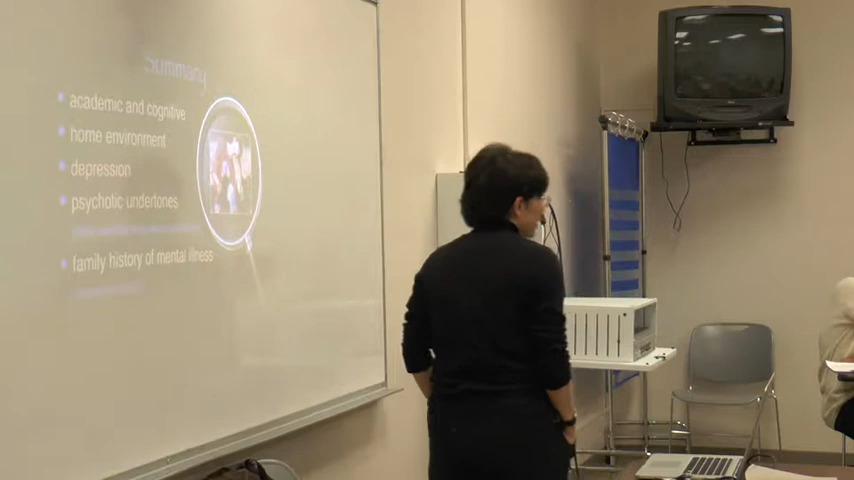 Summary
academic and cognitive
home environment
depression
psychotic undertones
family history of mental illness